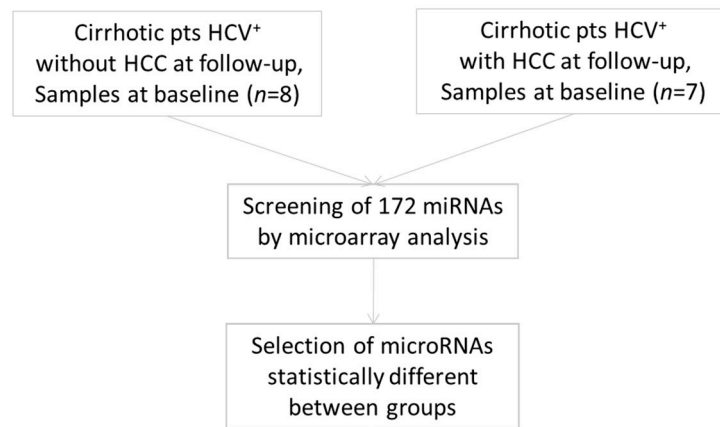 Cirrhotic pts HCV⁺
without HCC at follow-up,
Samples at baseline (n=8)
Cirrhotic pts HCV⁺
with HCC at follow-up,
Samples at baseline (n=7)
Screening of 172 miRNAs
by microarray analysis
Selection of microRNAs
statistically different
between groups